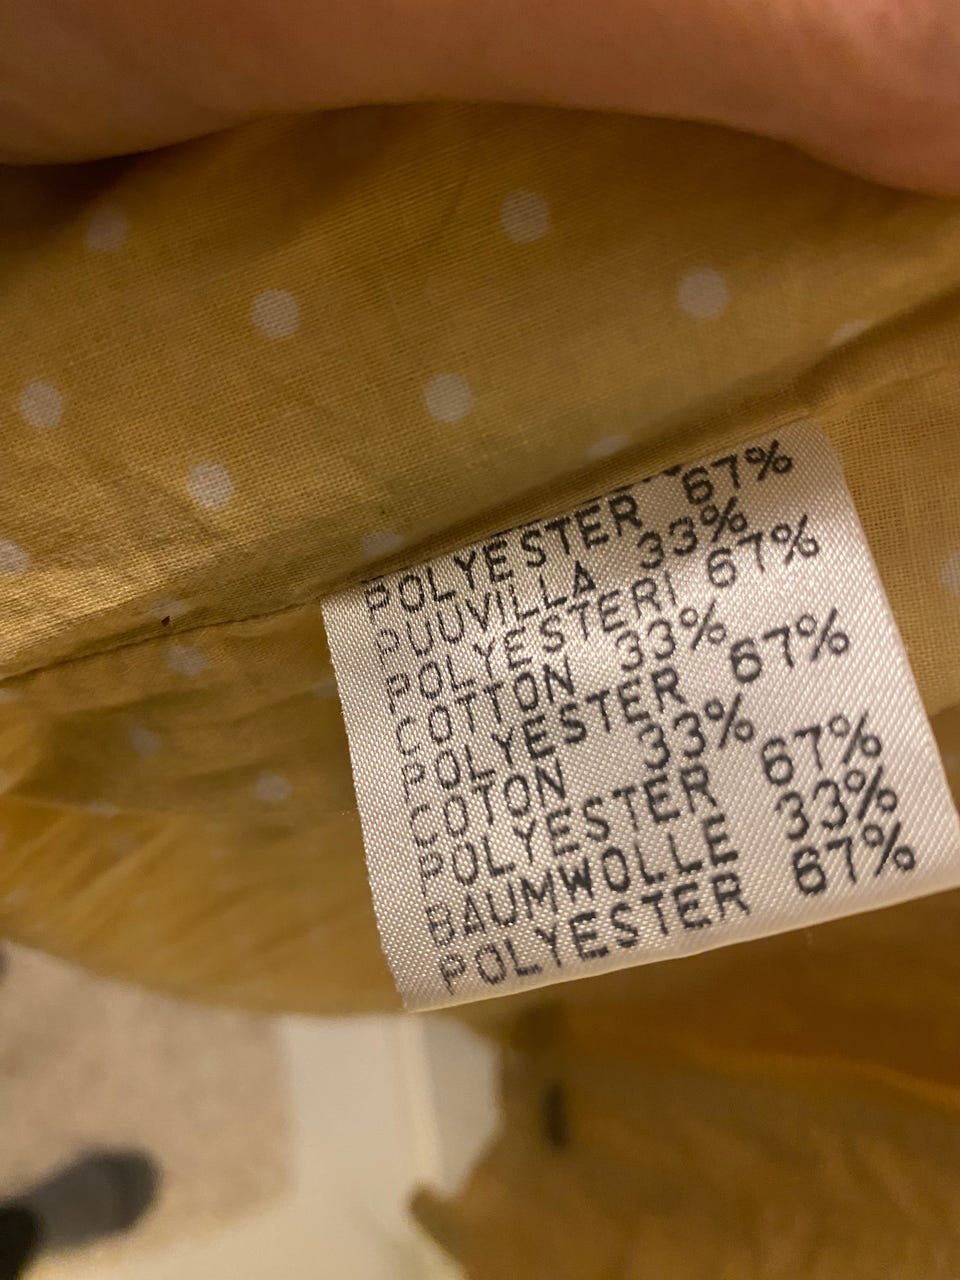 POLYESTER 67%
PUUVILLA 33%
POLYESTERI 67%
COTTON 33%
POLYESTER 67%
COTON 33%
POLYESTER 67%
BAUMWOLLE 33%
POLYESTER 67%